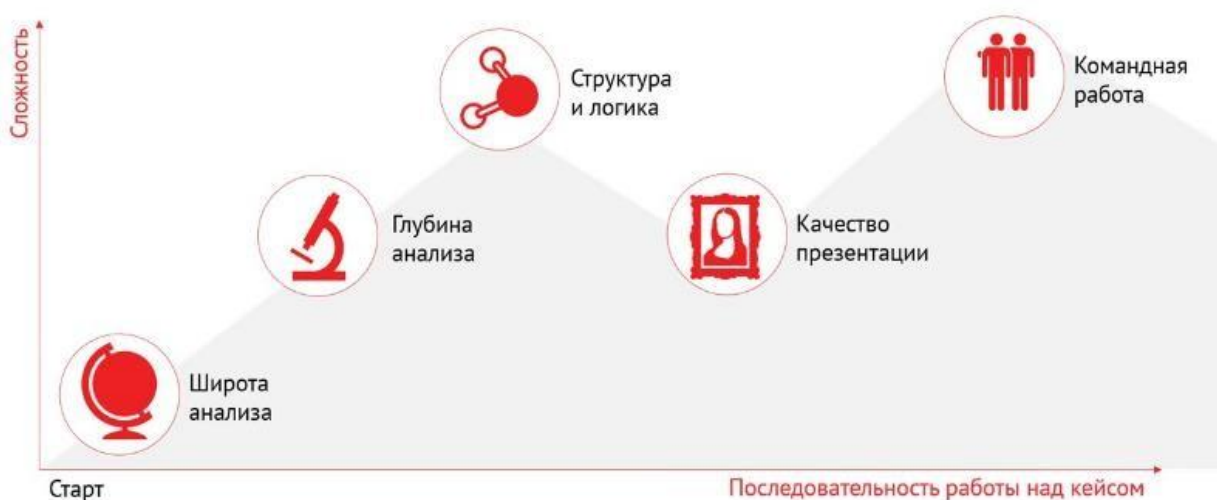 Сложность
Структура
и логика
Командная
работа
Глубина
анализа
Качество
презентации
Широта
анализа
Старт
Последовательность работы над кейсом